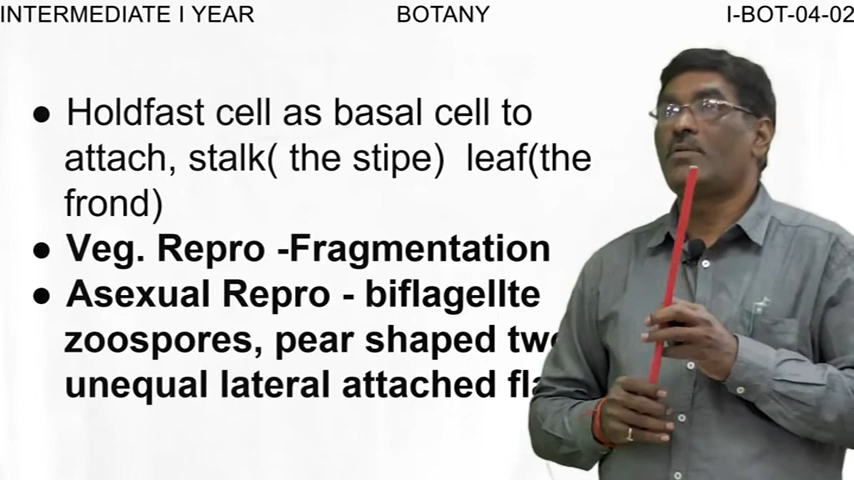 INTERMEDIATE I YEAR BOTANY I-BOT-04-02
● Holdfast cell as basal cell to
attach, stalk( the stipe) leaf(the
frond)
● Veg. Repro -Fragmentation
● Asexual Repro - biflagellte
zoospores, pear shaped
unequal lateral attached